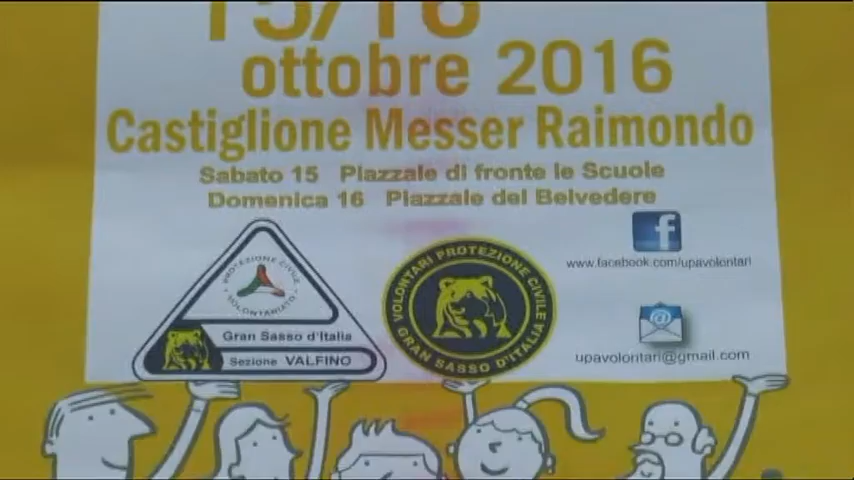 15/16
ottobre 2016
Castiglione Messer Raimondo
Sabato 15 Piazzale di fronte le Scuole
Domenica 16 Piazzale del Belvedere
PROTEZIONE CIVILE
VOLONTARIATO
Gran Sasso d'Italia
Sezione VALFINO
VOLONTARI PROTEZIONE CIVILE
GRAN SASSO D'ITALIA
f
www.facebook.com/upavolontari
@
upavolontari@gmail.com